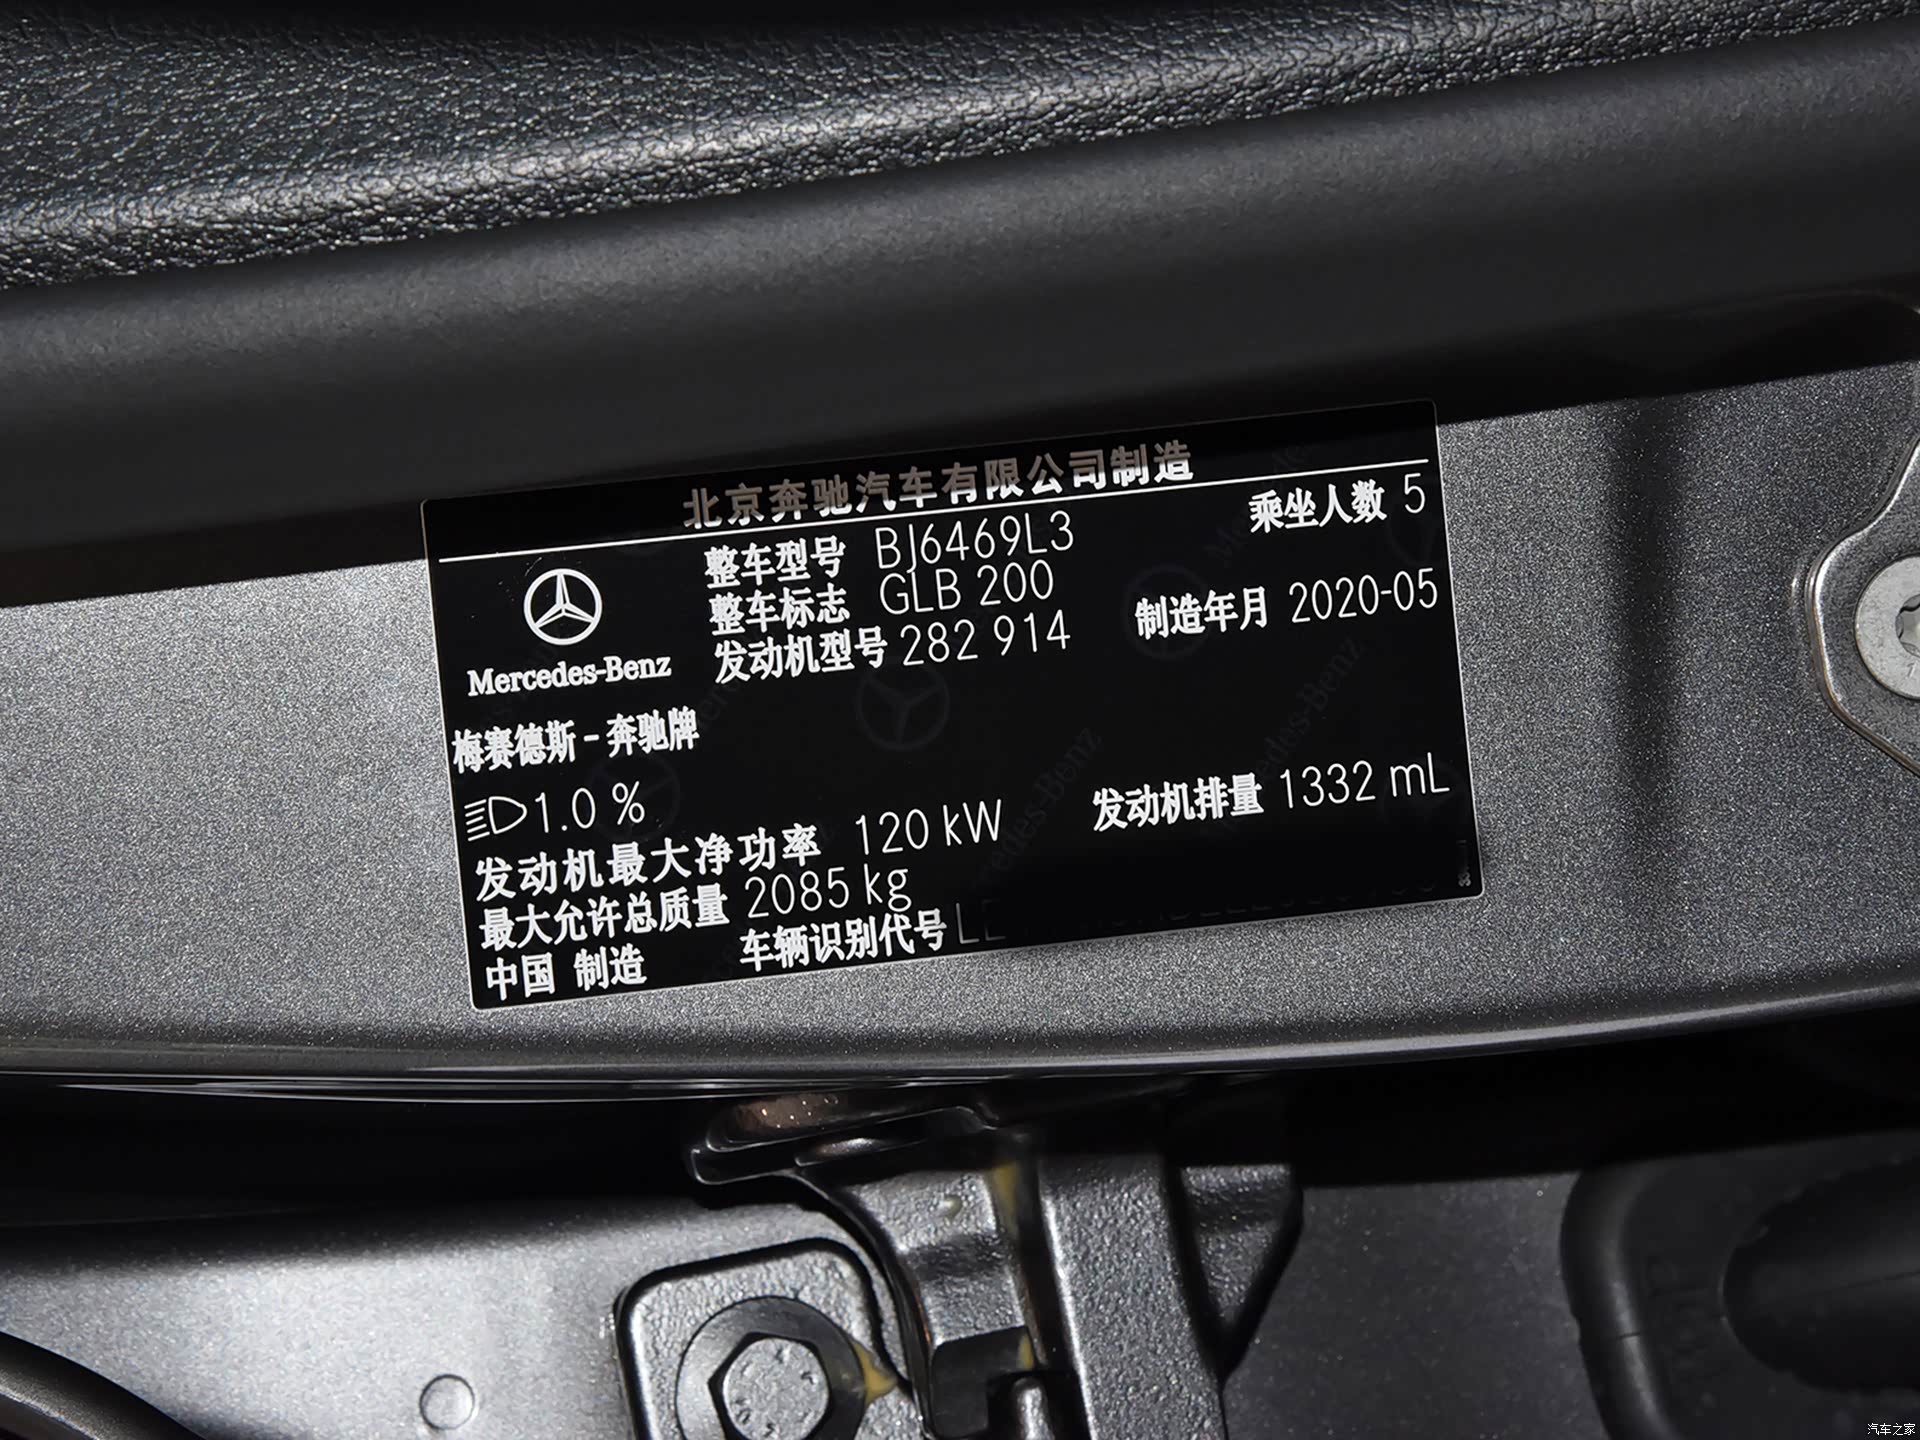 北京奔驰汽车有限公司制造
整车型号 BJ6469L3 乘坐人数 5
整车标志 GLB 200
发动机型号 282 914 制造年月 2020-05
Mercedes-Benz
梅赛德斯-奔驰牌
1.0 %
发动机最大净功率 120 kW 发动机排量 1332 mL
最大允许总质量 2085 kg
中国 制造 车辆识别代号 LE
汽车之家